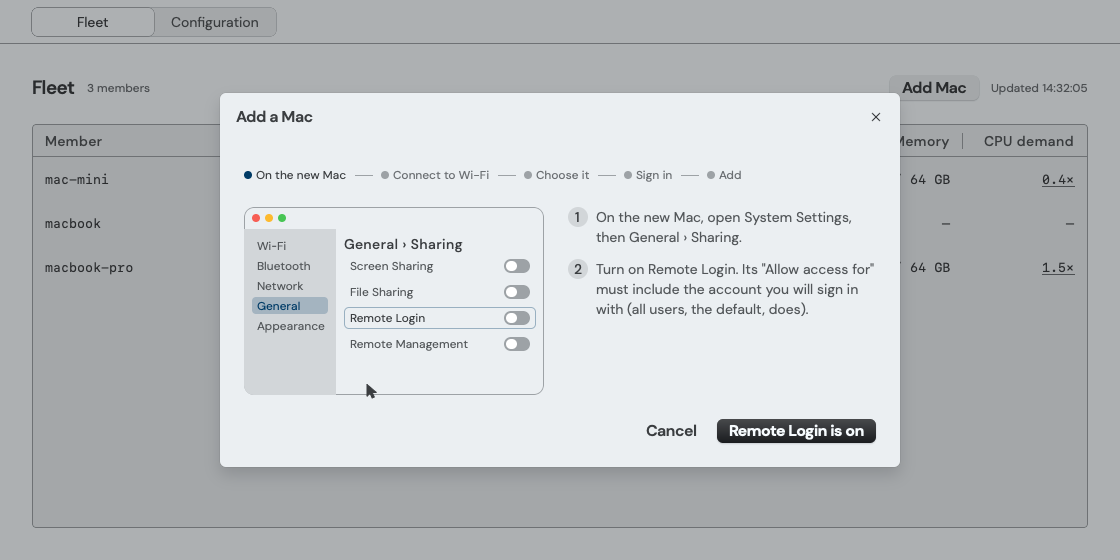 Fleet
Configuration
Fleet
3 members
Add Mac
Updated 14:32:05
Member
Memory
CPU demand
mac-mini
64 GB
0.4×
macbook
—
—
macbook-pro
64 GB
1.5×
Add a Mac
×
On the new Mac
Connect to Wi-Fi
Choose it
Sign in
Add
Wi-Fi
Bluetooth
Network
General
Appearance
General › Sharing
Screen Sharing
File Sharing
Remote Login
Remote Management
1 On the new Mac, open System Settings,
then General › Sharing.
2 Turn on Remote Login. Its "Allow access for"
must include the account you will sign in
with (all users, the default, does).
Cancel
Remote Login is on